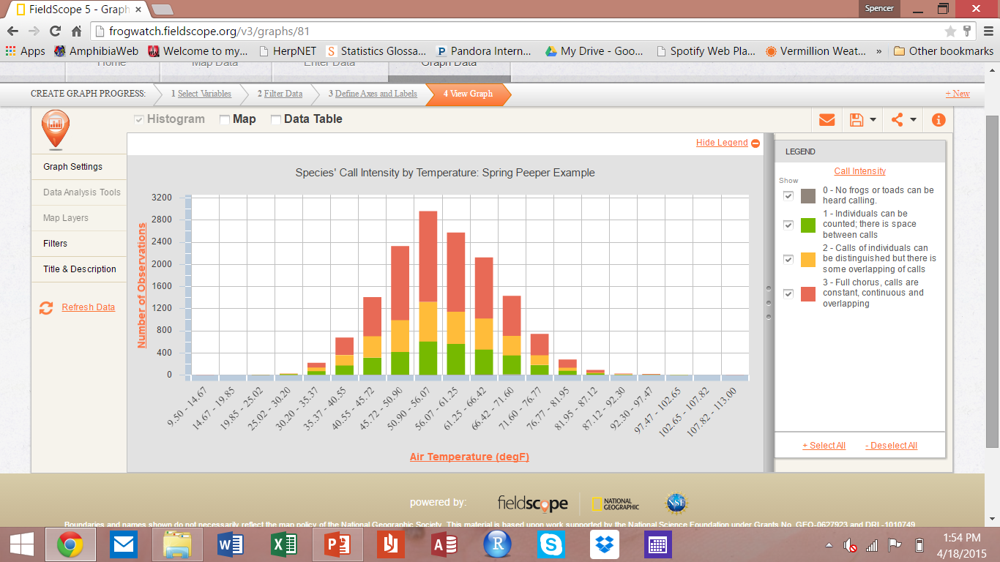 FieldScope 5 - Graph
Spencer
frogwatch.fieldscope.org/v3/graphs/81
Apps AmphibiaWeb Welcome to my... HerpNET Statistics Glossa... Pandora Intern... My Drive - Goo... Spotify Web Pla... Vermillion Weat... » Other bookmarks
Home Map Data Enter Data Graph Data
CREATE GRAPH PROGRESS: 1 Select Variables 2 Filter Data 3 Define Axes and Labels 4 View Graph + New
Histogram Map Data Table
Hide Legend
Graph Settings
Data Analysis Tools
Map Layers
Filters
Title & Description
Refresh Data
Species' Call Intensity by Temperature: Spring Peeper Example
Number of Observations
3200
2800
2400
2000
1600
1200
800
400
0
9.50 - 14.67
14.67 - 19.85
19.85 - 25.02
25.02 - 30.20
30.20 - 35.37
35.37 - 40.55
40.55 - 45.72
45.72 - 50.90
50.90 - 56.07
56.07 - 61.25
61.25 - 66.42
66.42 - 71.60
71.60 - 76.77
76.77 - 81.95
81.95 - 87.12
87.12 - 92.30
92.30 - 97.47
97.47 - 102.65
102.65 - 107.82
107.82 - 113.00
Air Temperature (degF)
LEGEND
Call Intensity
Show
0 - No frogs or toads can be
heard calling.
1 - Individuals can be
counted; there is space
between calls
2 - Calls of individuals can
be distinguished but there is
some overlapping of calls
3 - Full chorus, calls are
constant, continuous and
overlapping
+ Select All - Deselect All
powered by: fieldscope NATIONAL
GEOGRAPHIC
NSF
Boundaries and names shown do not necessarily reflect the map policy of the National Geographic Society. This material is based upon work supported by the National Science Foundation under Grants No. GEO-0627923 and DRL-1010749
1:54 PM
4/18/2015